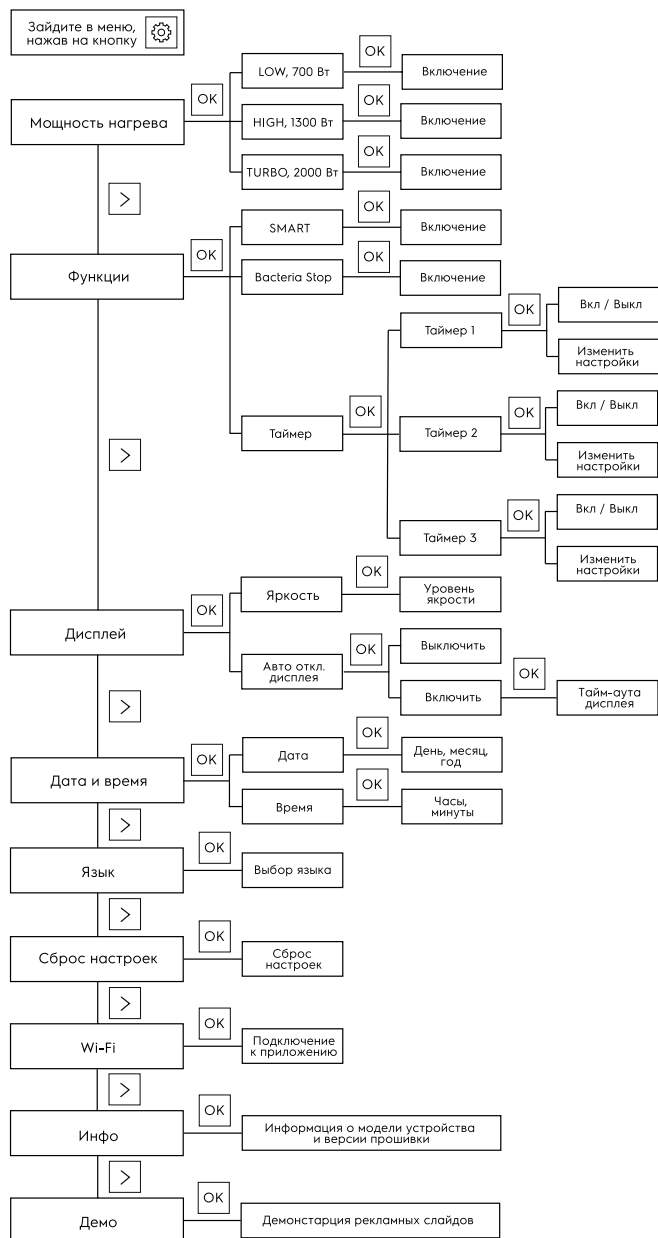 Зайдите в меню,
нажав на кнопку
Мощность нагрева
OK
LOW, 700 Вт
OK
Включение
HIGH, 1300 Вт
OK
Включение
TURBO, 2000 Вт
OK
Включение
>
Функции
OK
SMART
OK
Включение
Bacteria Stop
OK
Включение
Таймер
OK
Таймер 1
OK
Вкл / Выкл
Изменить
настройки
Таймер 2
OK
Вкл / Выкл
Изменить
настройки
Таймер 3
OK
Вкл / Выкл
Изменить
настройки
>
Дисплей
OK
Яркость
OK
Уровень
якрости
Авто откл.
дисплея
OK
Выключить
Включить
OK
Тайм-аута
дисплея
>
Дата и время
OK
Дата
OK
День, месяц,
год
Время
OK
Часы,
минуты
>
Язык
OK
Выбор языка
>
Сброс настроек
OK
Сброс
настроек
>
Wi-Fi
OK
Подключение
к приложению
>
Инфо
OK
Информация о модели устройства
и версии прошивки
>
Демо
OK
Демонстарция рекламных слайдов